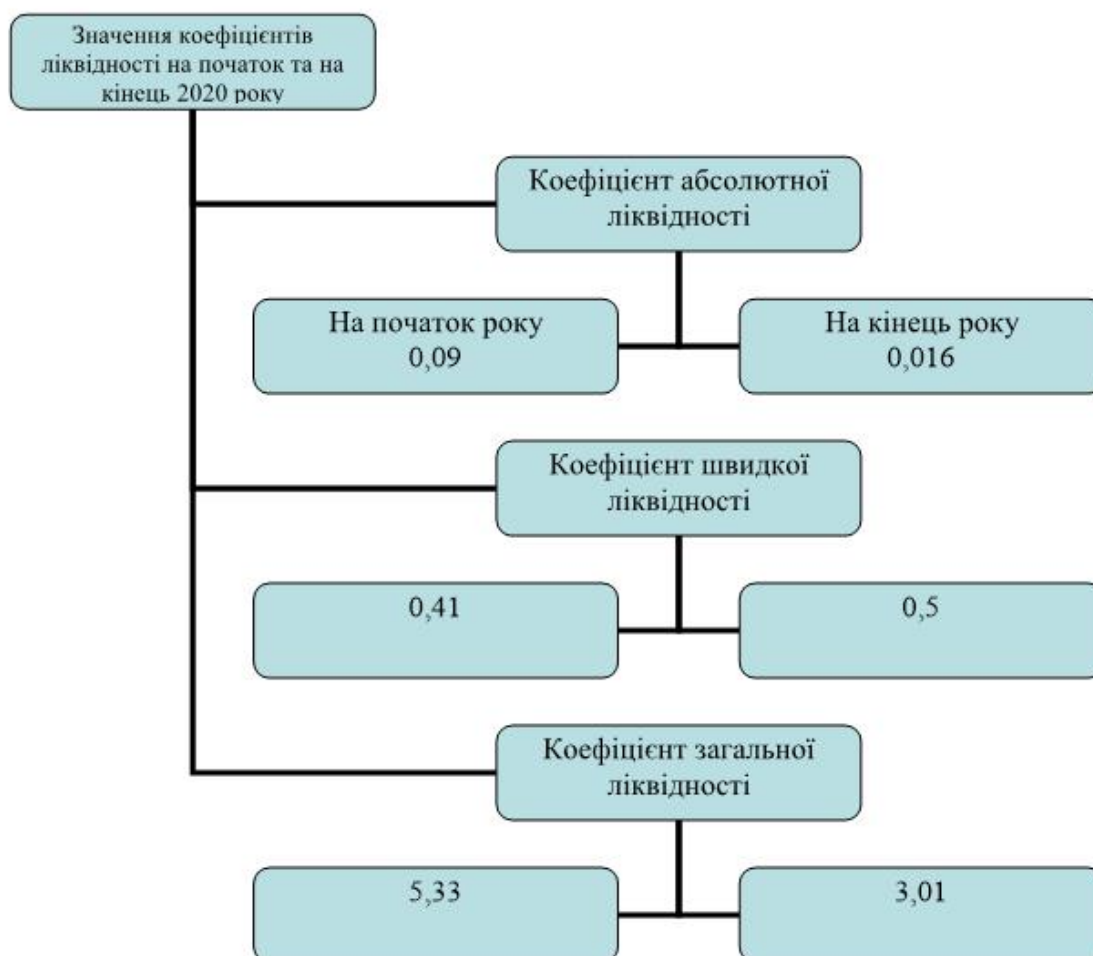 Значення коефіцієнтів
ліквідності на початок та на
кінець 2020 року
Коефіцієнт абсолютної
ліквідності
На початок року
0,09
На кінець року
0,016
Коефіцієнт швидкої
ліквідності
0,41
0,5
Коефіцієнт загальної
ліквідності
5,33
3,01